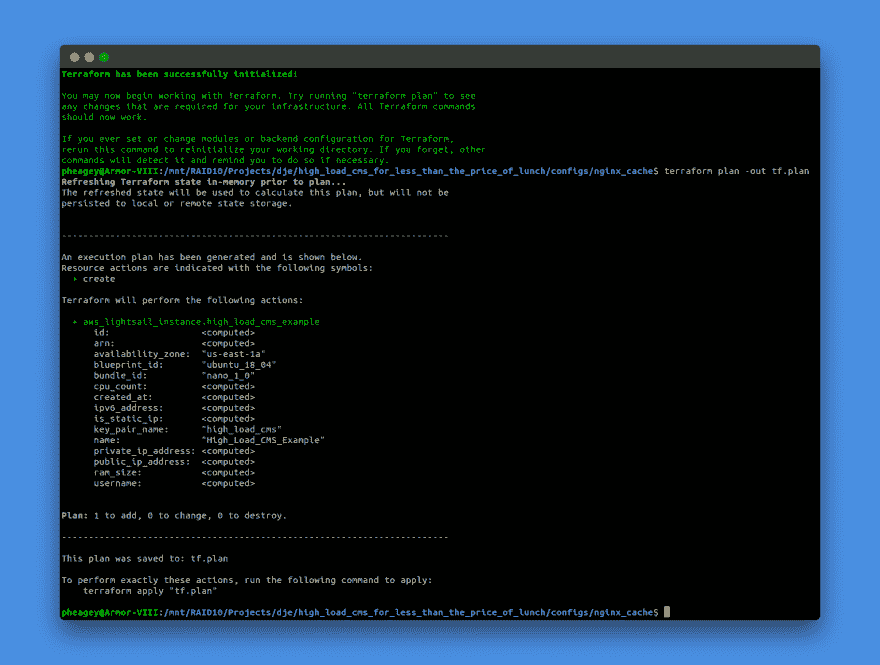 Terraform has been successfully initialized!
You may now begin working with Terraform. Try running "terraform plan" to see
any changes that are required for your infrastructure. All Terraform commands
should now work.
If you ever set or change modules or backend configuration for Terraform,
rerun this command to reinitialize your working directory. If you forget, other
commands will detect it and remind you to do so if necessary.
pheagey@Armor-VIII:/mnt/RAID10/Projects/dje/high_load_cms_for_less_than_the_price_of_lunch/configs/nginx_cache$ terraform plan -out tf.plan
Refreshing Terraform state in-memory prior to plan...
The refreshed state will be used to calculate this plan, but will not be
persisted to local or remote state storage.
------------------------------------------------------------------------
An execution plan has been generated and is shown below.
Resource actions are indicated with the following symbols:
+ create
Terraform will perform the following actions:
+ aws_lightsail_instance.high_load_cms_example
id: <computed>
arn: <computed>
availability_zone: "us-east-1a"
blueprint_id: "ubuntu_18_04"
bundle_id: "nano_1_0"
cpu_count: <computed>
created_at: <computed>
ipv6_address: <computed>
is_static_ip: <computed>
key_pair_name: "high_load_cms"
name: "High_Load_CMS_Example"
private_ip_address: <computed>
public_ip_address: <computed>
ram_size: <computed>
username: <computed>
Plan: 1 to add, 0 to change, 0 to destroy.
------------------------------------------------------------------------
This plan was saved to: tf.plan
To perform exactly these actions, run the following command to apply:
terraform apply "tf.plan"
pheagey@Armor-VIII:/mnt/RAID10/Projects/dje/high_load_cms_for_less_than_the_price_of_lunch/configs/nginx_cache$